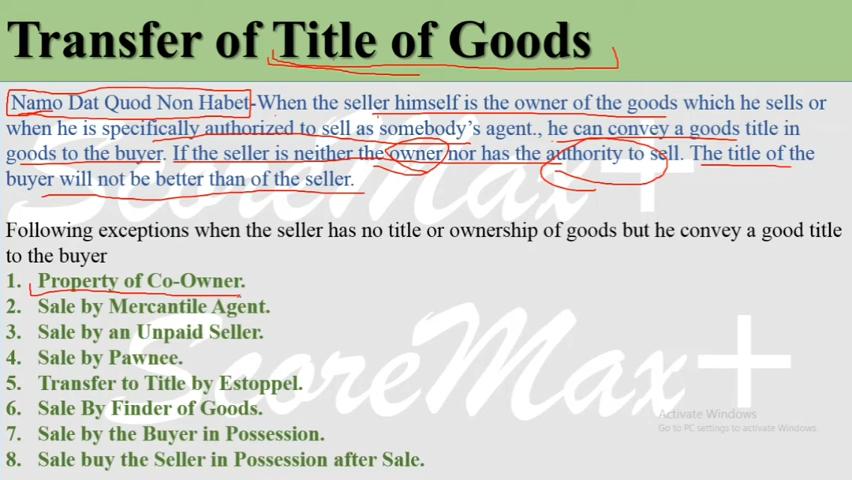 Transfer of Title of Goods
Namo Dat Quod Non Habet-When the seller himself is the owner of the goods which he sells or
when he is specifically authorized to sell as somebody's agent., he can convey a goods title in
goods to the buyer. If the seller is neither the owner nor has the authority to sell. The title of the
buyer will not be better than of the seller.
Following exceptions when the seller has no title or ownership of goods but he convey a good title
to the buyer
1. Property of Co-Owner.
2. Sale by Mercantile Agent.
3. Sale by an Unpaid Seller.
4. Sale by Pawnee.
5. Transfer to Title by Estoppel.
6. Sale By Finder of Goods.
7. Sale by the Buyer in Possession.
8. Sale buy the Seller in Possession after Sale.
ScoreMax+
ScoreMax+
Activate Windows
Go to PC settings to activate Windows.